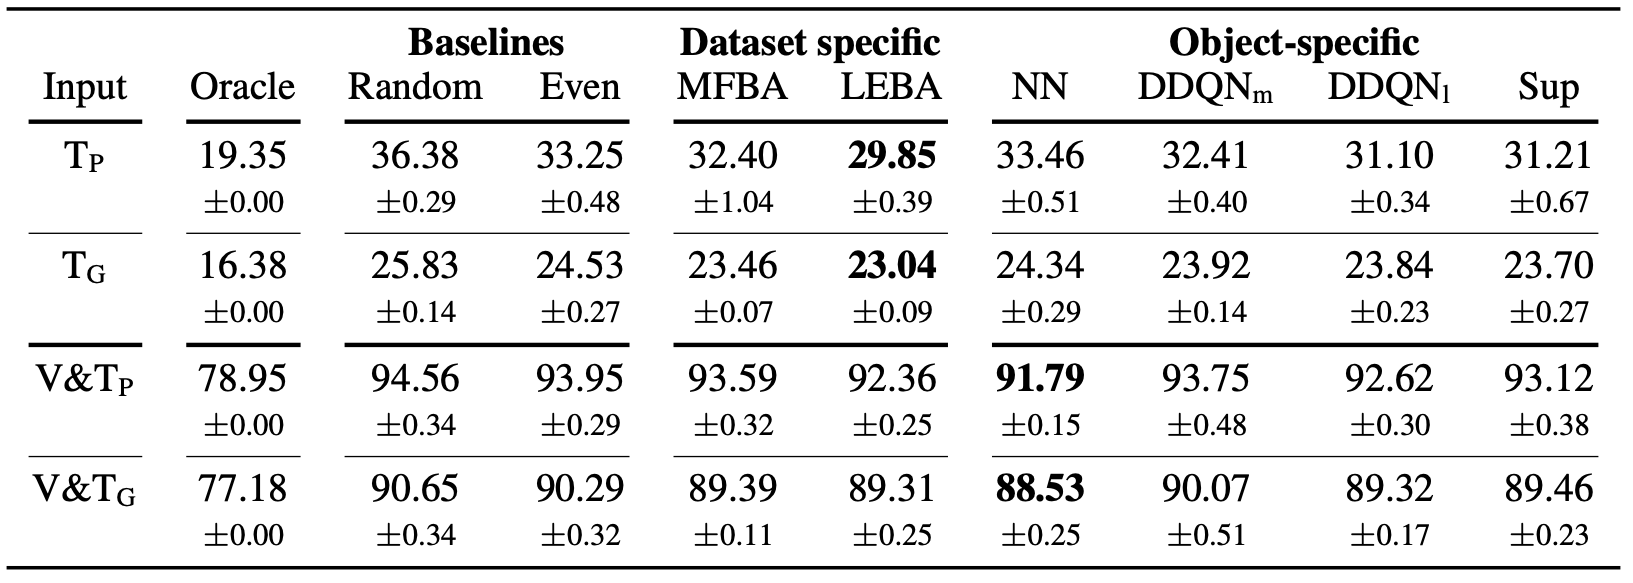 Baselines Dataset specific Object-specific
Input Oracle Random Even MFBA LEBA NN DDQNm DDQNl Sup
TP 19.35 36.38 33.25 32.40 29.85 33.46 32.41 31.10 31.21
±0.00 ±0.29 ±0.48 ±1.04 ±0.39 ±0.51 ±0.40 ±0.34 ±0.67
TG 16.38 25.83 24.53 23.46 23.04 24.34 23.92 23.84 23.70
±0.00 ±0.14 ±0.27 ±0.07 ±0.09 ±0.29 ±0.14 ±0.23 ±0.27
V&TP 78.95 94.56 93.95 93.59 92.36 91.79 93.75 92.62 93.12
±0.00 ±0.34 ±0.29 ±0.32 ±0.25 ±0.15 ±0.48 ±0.30 ±0.38
V&TG 77.18 90.65 90.29 89.39 89.31 88.53 90.07 89.32 89.46
±0.00 ±0.34 ±0.32 ±0.11 ±0.25 ±0.25 ±0.51 ±0.17 ±0.23